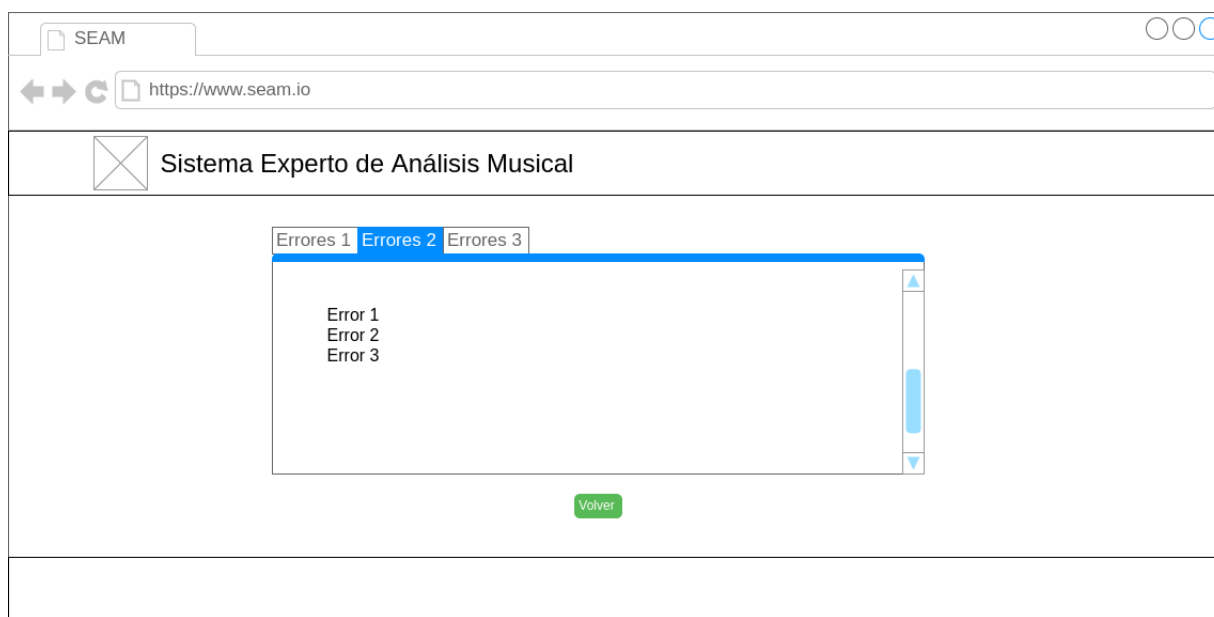 SEAM
https://www.seam.io
Sistema Experto de Análisis Musical
Errores 1 Errores 2 Errores 3
Error 1
Error 2
Error 3
Volver